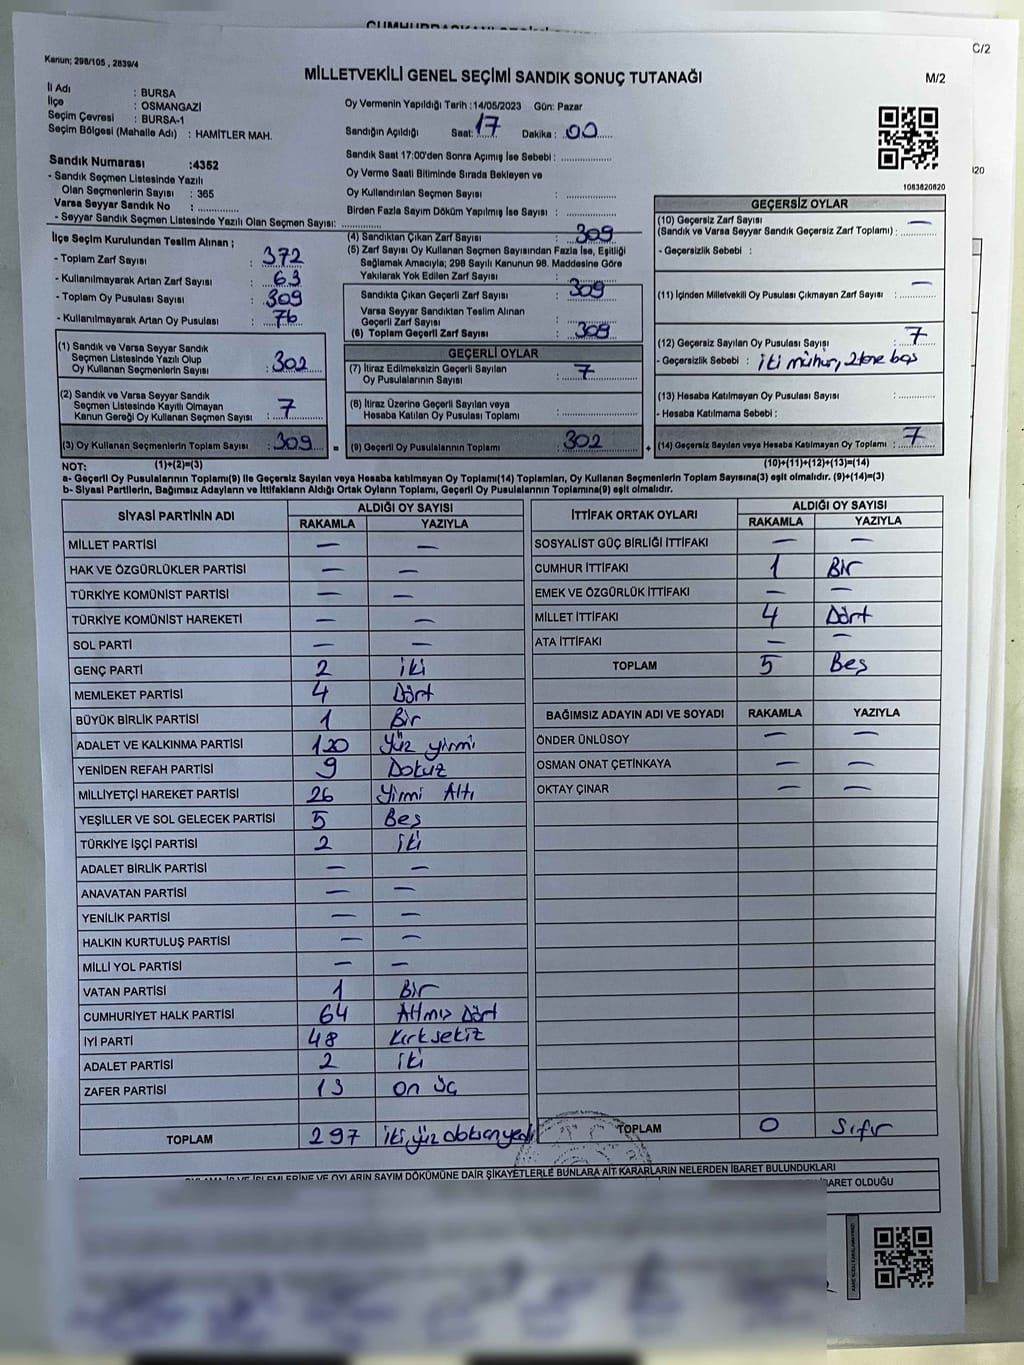 C/2
Kanun; 298/105 , 2839/4
MİLLETVEKİLİ GENEL SEÇİMİ SANDIK SONUÇ TUTANAĞI
M/2
İl Adı : BURSA
İlçe : OSMANGAZİ
Seçim Çevresi : BURSA-1
Seçim Bölgesi (Mahalle Adı) : HAMİTLER MAH.
Sandık Numarası :4352
- Sandık Seçmen Listesinde Yazılı
Olan Seçmenlerin Sayısı : 365
Varsa Seyyar Sandık No : ..............
- Seyyar Sandık Seçmen Listesinde Yazılı Olan Seçmen Sayısı: ..............
Oy Vermenin Yapıldığı Tarih :14/05/2023 Gün: Pazar
Sandığın Açıldığı Saat: 17 Dakika : 00
Sandık Saat 17:00'den Sonra Açılmış İse Sebebi : ..............
Oy Verme Saati Bitiminde Sırada Bekleyen ve
Oy Kullandırılan Seçmen Sayısı : ..............
Birden Fazla Sayım Döküm Yapılmış İse Sayısı : ..............
1083820820
İlçe Seçim Kurulundan Teslim Alınan ;
- Toplam Zarf Sayısı : 372
- Kullanılmayarak Artan Zarf Sayısı : 63
- Toplam Oy Pusulası Sayısı : 309
- Kullanılmayarak Artan Oy Pusulası : 76
(1) Sandık ve Varsa Seyyar Sandık
Seçmen Listesinde Yazılı Olup
Oy Kullanan Seçmenlerin Sayısı : 302
(2) Sandık ve Varsa Seyyar Sandık
Seçmen Listesinde Kayıtlı Olmayan
Kanun Gereği Oy Kullanan Seçmen Sayısı : 7
(3) Oy Kullanan Seçmenlerin Toplam Sayısı : 309 =
(4) Sandıktan Çıkan Zarf Sayısı : 309
(5) Zarf Sayısı Oy Kullanan Seçmen Sayısından Fazla İse, Eşitliği
Sağlamak Amacıyla; 298 Sayılı Kanunun 98. Maddesine Göre
Yakılarak Yok Edilen Zarf Sayısı : ..............
Sandıkta Çıkan Geçerli Zarf Sayısı : 309
Varsa Seyyar Sandıktan Teslim Alınan
Geçerli Zarf Sayısı : ..............
(6) Toplam Geçerli Zarf Sayısı : 309
GEÇERLİ OYLAR
(7) İtiraz Edilmeksizin Geçerli Sayılan
Oy Pusulalarının Sayısı : 7
(8) İtiraz Üzerine Geçerli Sayılan veya
Hesaba Katılan Oy Pusulası Toplamı : ..............
(9) Geçerli Oy Pusulalarının Toplamı : 302 +
GEÇERSİZ OYLAR
(10) Geçersiz Zarf Sayısı —
(Sandık ve Varsa Seyyar Sandık Geçersiz Zarf Toplamı) : ..............
- Geçersizlik Sebebi :
(11) İçinden Milletvekili Oy Pusulası Çıkmayan Zarf Sayısı : —
(12) Geçersiz Sayılan Oy Pusulası Sayısı : 7
- Geçersizlik Sebebi : iki mühür, 2 tane boş
(13) Hesaba Katılmayan Oy Pusulası Sayısı : ..............
- Hesaba Katılmama Sebebi :
(14) Geçersiz Sayılan veya Hesaba Katılmayan Oy Toplamı : 7
NOT: (1)+(2)=(3) (10)+(11)+(12)+(13)=(14)
a- Geçerli Oy Pusulalarının Toplamı(9) ile Geçersiz Sayılan veya Hesaba katılmayan Oy Toplamı(14) Toplamları, Oy Kullanan Seçmenlerin Toplam Sayısına(3) eşit olmalıdır. (9)+(14)=(3)
b- Siyasi Partilerin, Bağımsız Adayların ve İttifakların Aldığı Ortak Oyların Toplamı, Geçerli Oy Pusulalarının Toplamına(9) eşit olmalıdır.
SİYASİ PARTİNİN ADI ALDIĞI OY SAYISI
RAKAMLA YAZIYLA
MİLLET PARTİSİ — —
HAK VE ÖZGÜRLÜKLER PARTİSİ — —
TÜRKİYE KOMÜNİST PARTİSİ — —
TÜRKİYE KOMÜNİST HAREKETİ — —
SOL PARTİ — —
GENÇ PARTİ 2 iki
MEMLEKET PARTİSİ 4 Dört
BÜYÜK BİRLİK PARTİSİ 1 Bir
ADALET VE KALKINMA PARTİSİ 120 Yüz yirmi
YENİDEN REFAH PARTİSİ 9 Dokuz
MİLLİYETÇİ HAREKET PARTİSİ 26 Yirmi Altı
YEŞİLLER VE SOL GELECEK PARTİSİ 5 Beş
TÜRKİYE İŞÇİ PARTİSİ 2 iki
ADALET BİRLİK PARTİSİ — —
ANAVATAN PARTİSİ — —
YENİLİK PARTİSİ — —
HALKIN KURTULUŞ PARTİSİ — —
MİLLİ YOL PARTİSİ — —
VATAN PARTİSİ 1 Bir
CUMHURİYET HALK PARTİSİ 64 Altmış Dört
İYİ PARTİ 48 Kırk sekiz
ADALET PARTİSİ 2 iki
ZAFER PARTİSİ 13 on üç
TOPLAM 297 iki yüz doksan yedi
İTTİFAK ORTAK OYLARI ALDIĞI OY SAYISI
RAKAMLA YAZIYLA
SOSYALİST GÜÇ BİRLİĞİ İTTİFAKI — —
CUMHUR İTTİFAKI 1 Bir
EMEK VE ÖZGÜRLÜK İTTİFAKI — —
MİLLET İTTİFAKI 4 Dört
ATA İTTİFAKI — —
TOPLAM 5 Beş
BAĞIMSIZ ADAYIN ADI VE SOYADI RAKAMLA YAZIYLA
ÖNDER ÜNLÜSOY — —
OSMAN ONAT ÇETİNKAYA — —
OKTAY ÇINAR — —
TOPLAM 0 Sıfır
OYLARIN SAYIM DÖKÜMÜNE DAİR ŞİKAYETLERLE BUNLARA AİT KARARLARIN NELERDEN İBARET BULUNDUKLARI
İBARET OLDUĞU